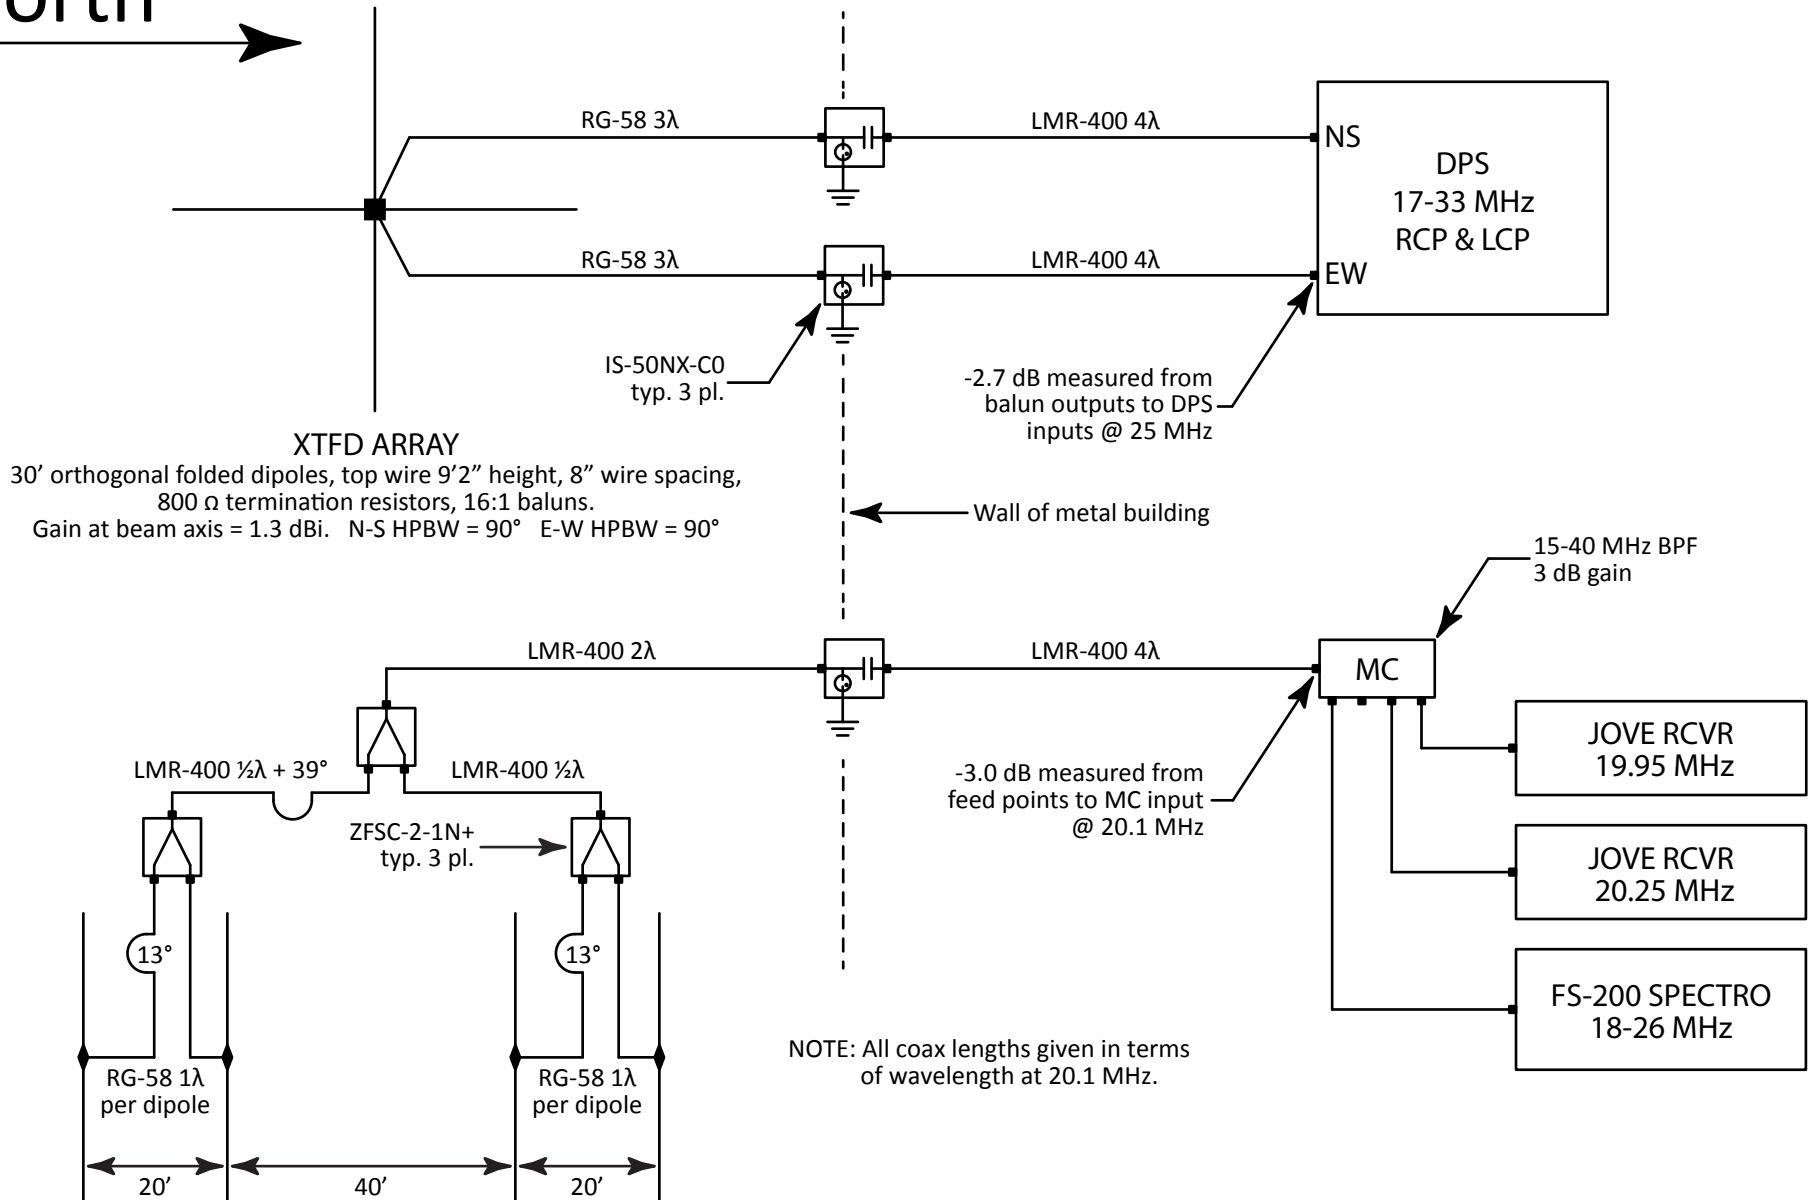 orth
RG-58 3λ
LMR-400 4λ
NS
DPS
17-33 MHz
RCP & LCP
RG-58 3λ
LMR-400 4λ
EW
IS-50NX-C0
typ. 3 pl.
-2.7 dB measured from
balun outputs to DPS
inputs @ 25 MHz
XTFD ARRAY
30’ orthogonal folded dipoles, top wire 9’2” height, 8” wire spacing,
800 Ω termination resistors, 16:1 baluns.
Gain at beam axis = 1.3 dBi. N-S HPBW = 90° E-W HPBW = 90°
Wall of metal building
15-40 MHz BPF
3 dB gain
LMR-400 2λ
LMR-400 4λ
MC
JOVE RCVR
19.95 MHz
LMR-400 ½λ + 39°
LMR-400 ½λ
-3.0 dB measured from
feed points to MC input
@ 20.1 MHz
ZFSC-2-1N+
typ. 3 pl.
JOVE RCVR
20.25 MHz
13°
13°
FS-200 SPECTRO
18-26 MHz
NOTE: All coax lengths given in terms
of wavelength at 20.1 MHz.
RG-58 1λ
per dipole
RG-58 1λ
per dipole
20’
40’
20’